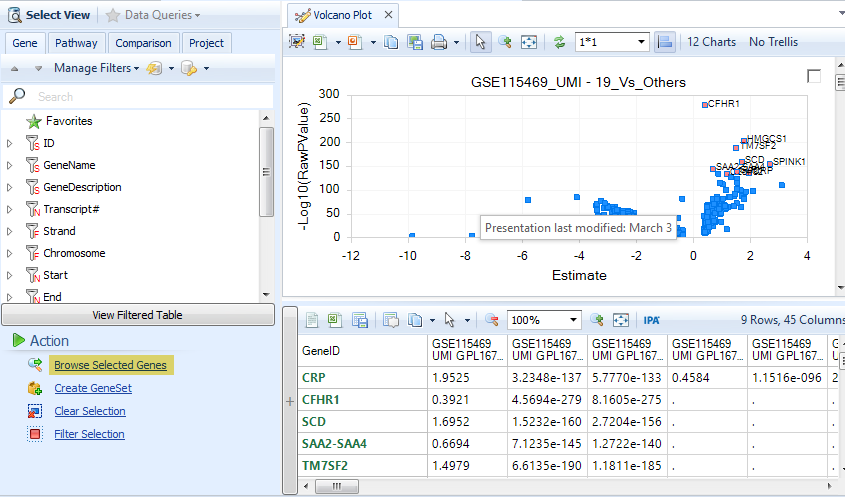 Select View
Data Queries
Gene Pathway Comparison Project
Manage Filters
Search
Favorites
ID
GeneName
GeneDescription
Transcript#
Strand
Chromosome
Start
End
View Filtered Table
Action
Browse Selected Genes
Create GeneSet
Clear Selection
Filter Selection
Volcano Plot
1*1 12 Charts No Trellis
GSE115469_UMI - 19_Vs_Others
-Log10(RawPValue)
300
250
200
150
100
50
0
CFHR1
HMGCS1
TM7SF2
SCD
SPINK1
SAA2-SAA4
Presentation last modified: March 3
-12 -10 -8 -6 -4 -2 0 2 4
Estimate
100% IPA 9 Rows, 45 Columns
GeneID GSE115469 GSE115469 GSE115469 GSE115469 GSE115469
UMI GPL167... UMI GPL167... UMI GPL167... UMI GPL167... UMI GPL167...
CRP 1.9525 3.2348e-137 5.7770e-133 0.4584 1.1516e-096 2
CFHR1 0.3921 4.5694e-279 8.1605e-275 . .
SCD 1.6952 1.5232e-160 2.7204e-156 . .
SAA2-SAA4 0.6694 7.1235e-145 1.2722e-140 . .
TM7SF2 1.4979 6.6135e-190 1.1811e-185 . .